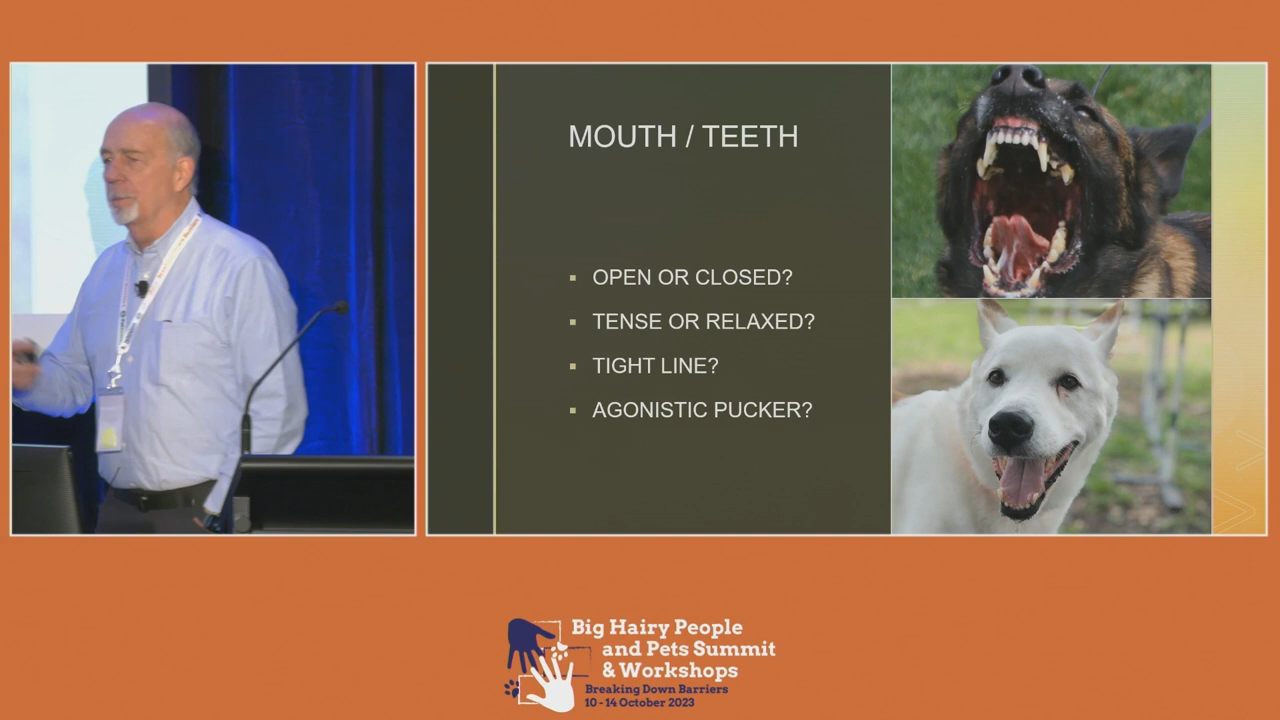 MOUTH / TEETH
▪ OPEN OR CLOSED?
▪ TENSE OR RELAXED?
▪ TIGHT LINE?
▪ AGONISTIC PUCKER?
Big Hairy People
and Pets Summit
& Workshops
Breaking Down Barriers
10 - 14 October 2023